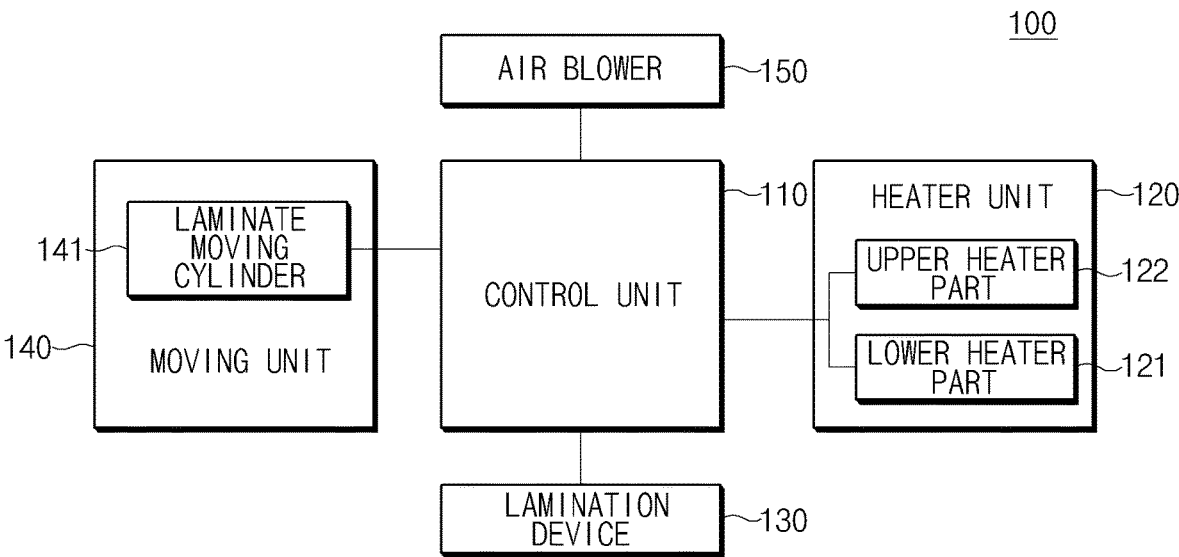 100
AIR BLOWER
150
110
HEATER UNIT
120
LAMINATE
MOVING
CYLINDER
141
UPPER HEATER
PART
122
CONTROL UNIT
140
MOVING UNIT
LOWER HEATER
PART
121
LAMINATION
DEVICE
130